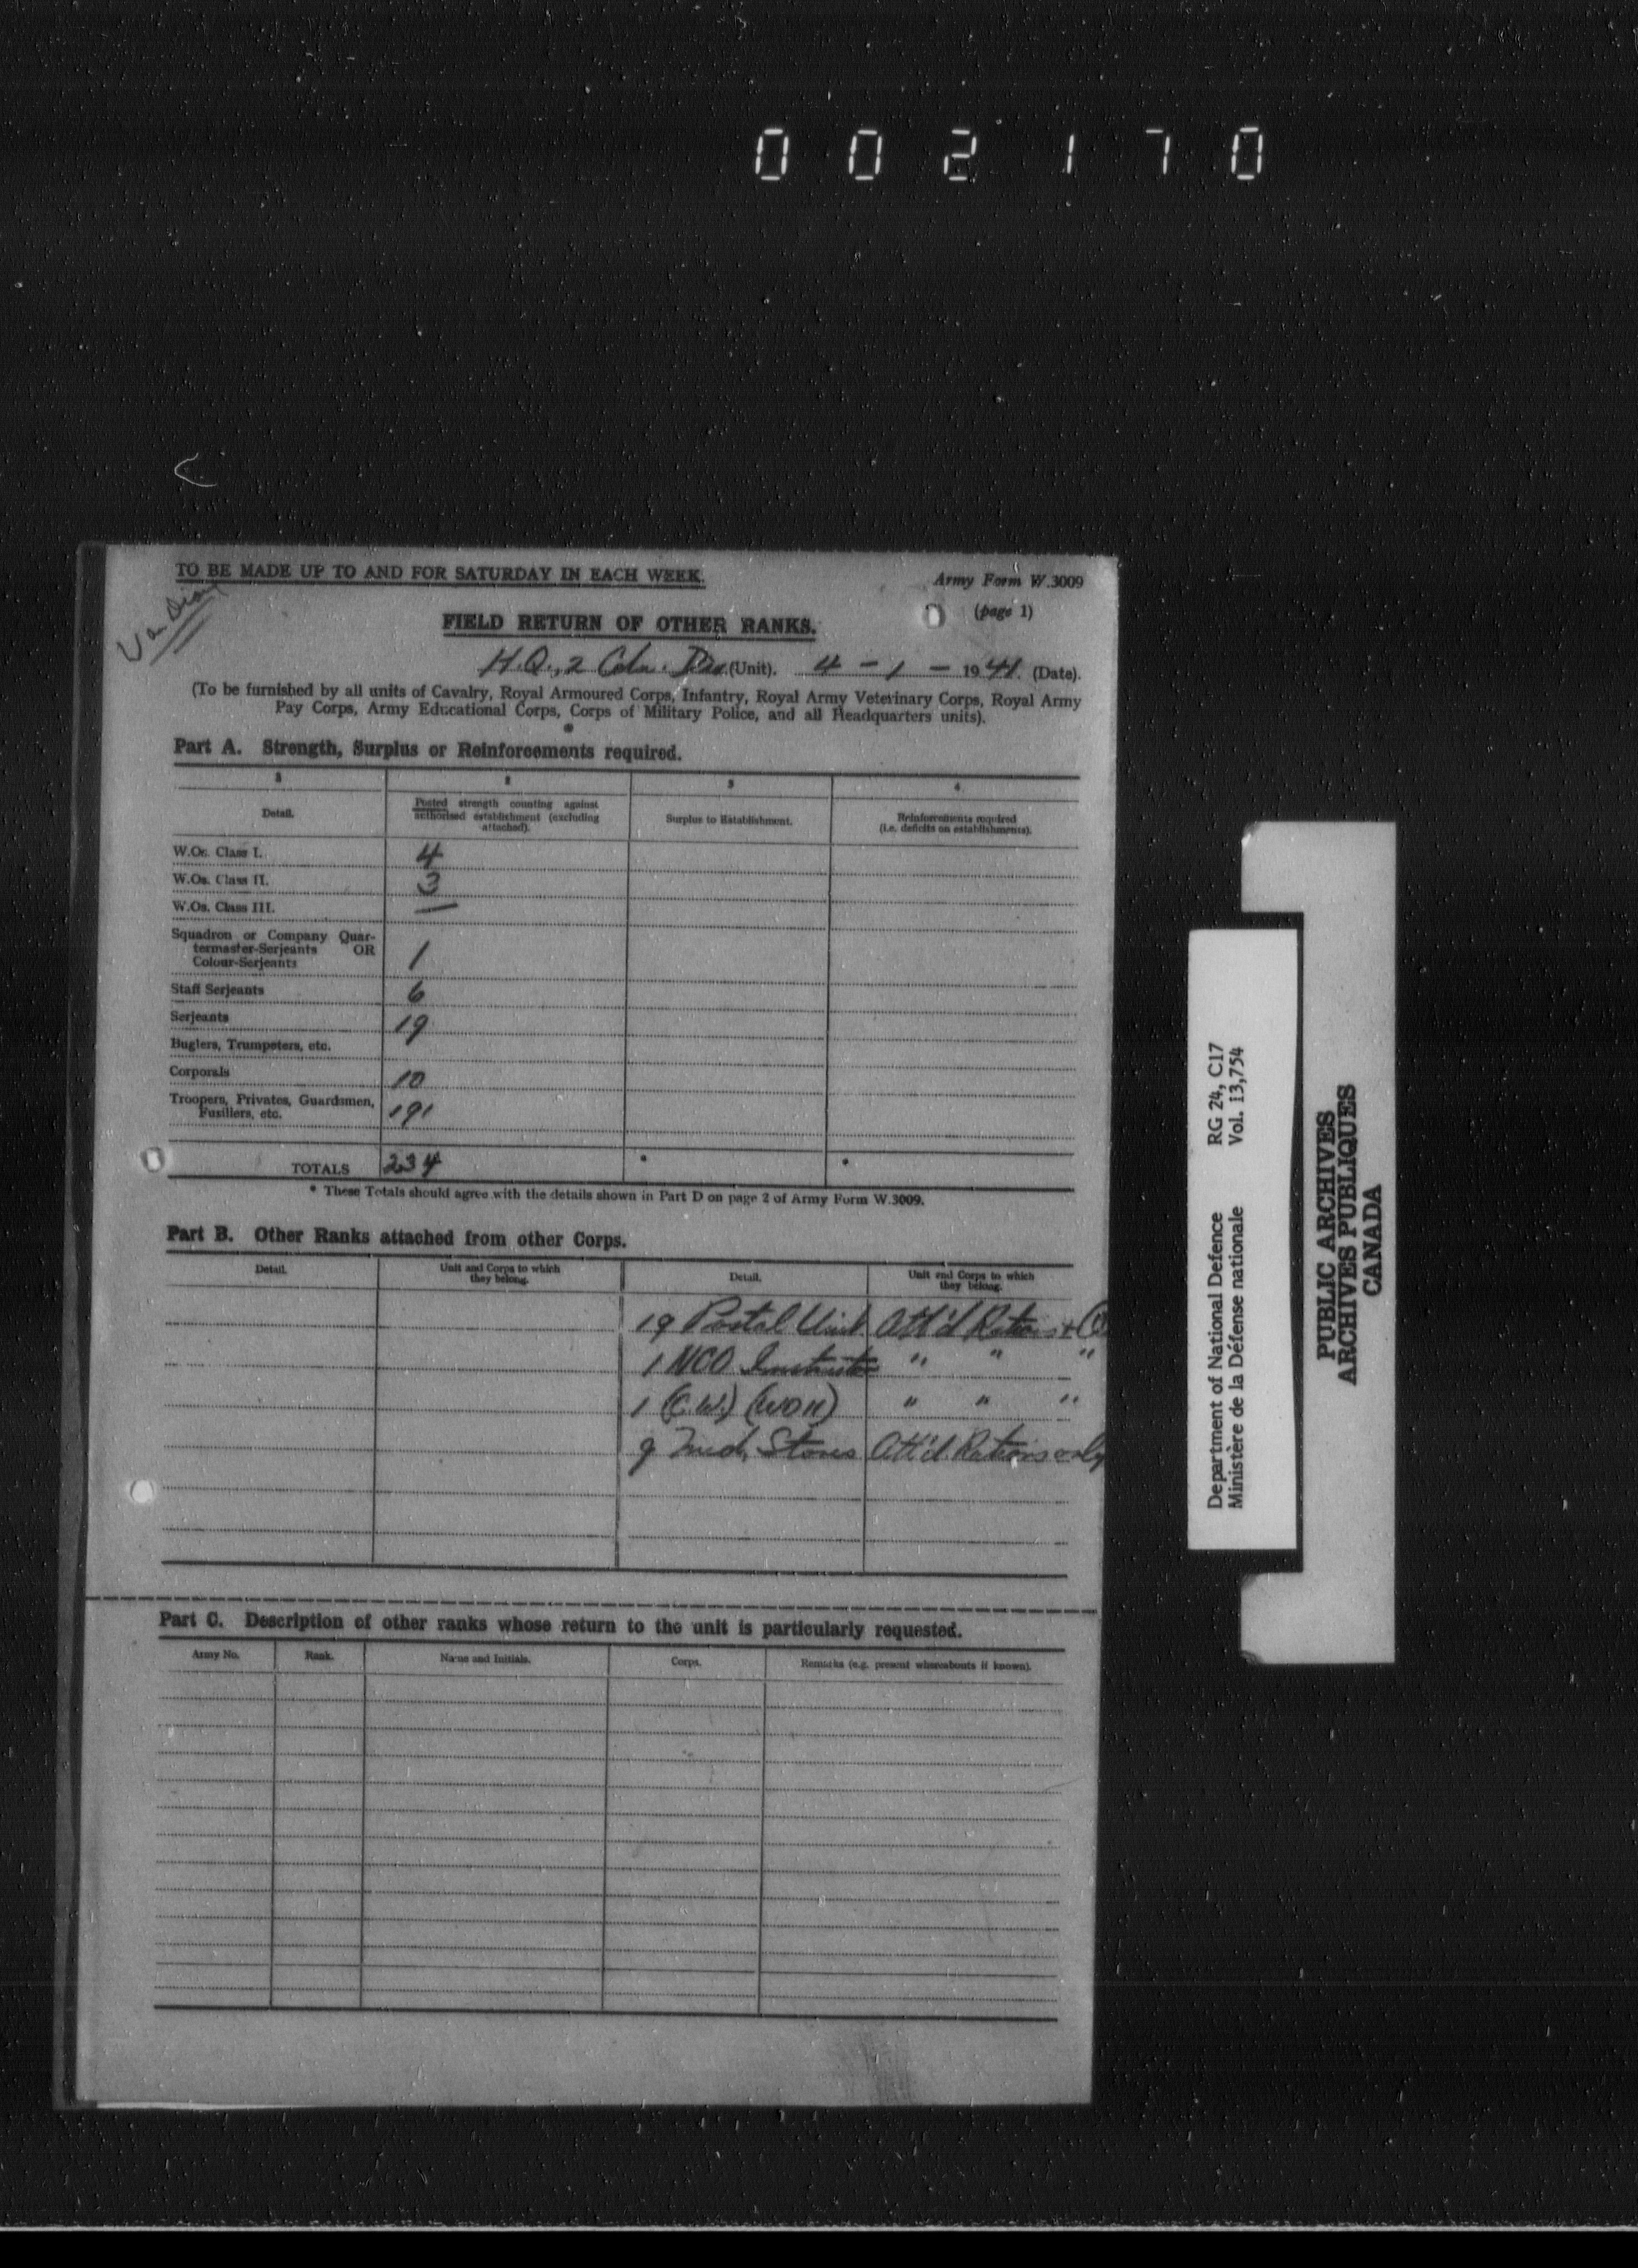 002170
TO BE MADE UP TO AND FOR SATURDAY IN EACH WEEK.
Army Form W.3009
(page 1)
FIELD RETURN OF OTHER RANKS.
H.Q., 2 Cdn. Div. (Unit). 4 - 1 - 1941. (Date).
(To be furnished by all units of Cavalry, Royal Armoured Corps, Infantry, Royal Army Veterinary Corps, Royal Army
Pay Corps, Army Educational Corps, Corps of Military Police, and all Headquarters units).
Part A. Strength, Surplus or Reinforcements required.
1 2 3 4
Detail. Posted strength counting against authorised establishment (excluding attached). Surplus to Establishment. Reinforcements required (i.e. deficits on establishments).
W.Os. Class I. 4
W.Os. Class II. 3
W.Os. Class III. —
Squadron or Company Quar-
termaster-Serjeants OR
Colour-Serjeants 1
Staff Serjeants 6
Serjeants 19
Buglers, Trumpeters, etc.
Corporals 10
Troopers, Privates, Guardsmen,
Fusiliers, etc. 191
TOTALS 234 * *
* These Totals should agree with the details shown in Part D on page 2 of Army Form W.3009.
Part B. Other Ranks attached from other Corps.
Detail. Unit and Corps to which they belong. Detail. Unit and Corps to which they belong.
19 Postal Unit Att'd Rations +
1 NCO Instructor " " "
1 (C.W.) (WO II) " " "
9 Med. Stores Att'd Rations only
Part C. Description of other ranks whose return to the unit is particularly requested.
Army No. Rank. Name and Initials. Corps. Remarks (e.g. present whereabouts if known).
Department of National Defence RG 24, C17
Ministère de la Défense nationale Vol. 13,754
PUBLIC ARCHIVES
ARCHIVES PUBLIQUES
CANADA